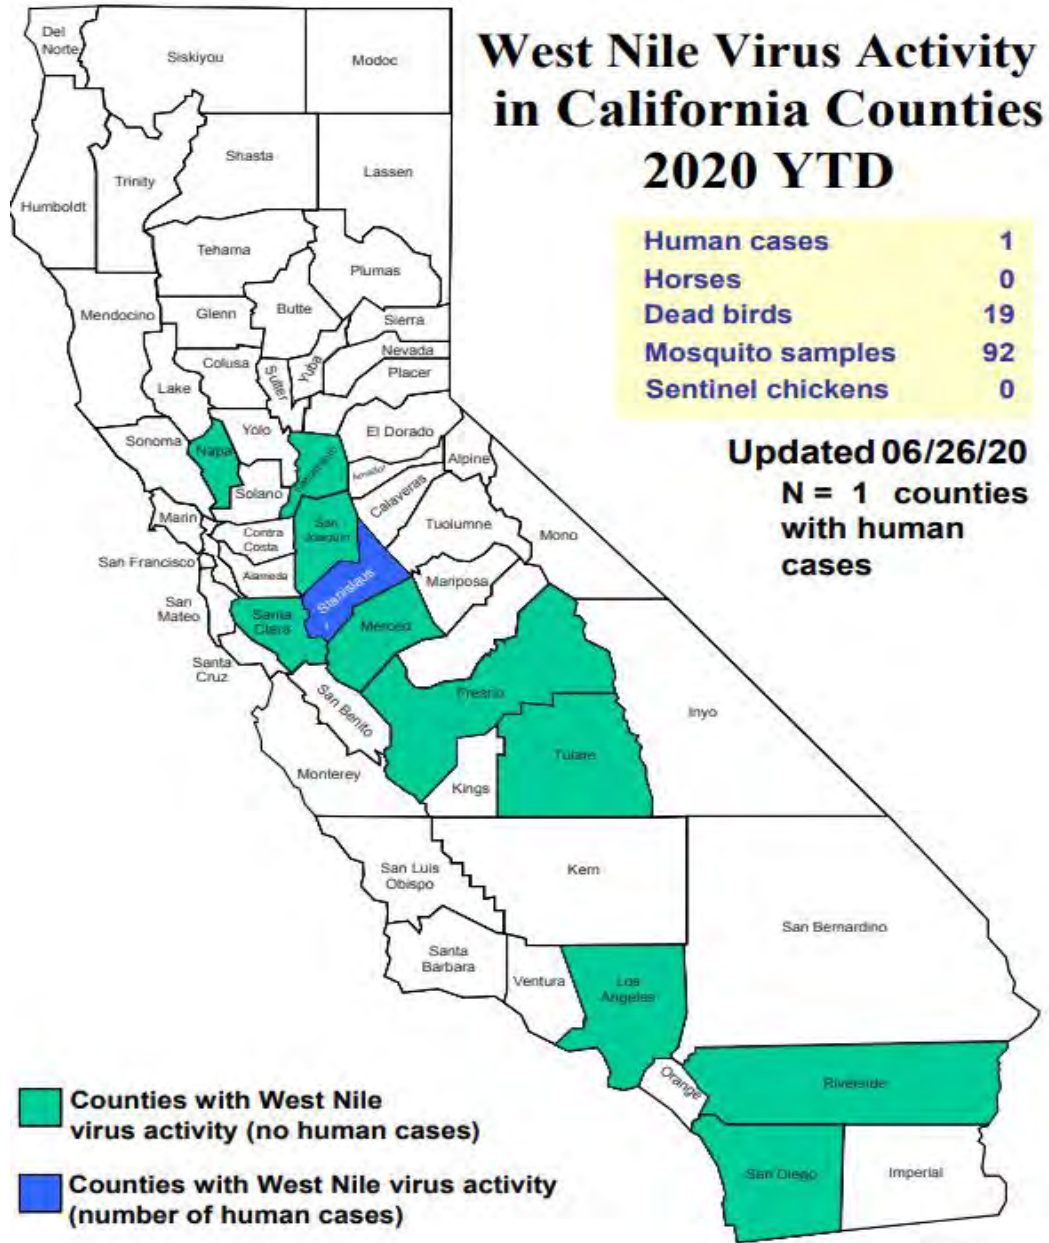 West Nile Virus Activity
in California Counties
2020 YTD
Human cases 1
Horses 0
Dead birds 19
Mosquito samples 92
Sentinel chickens 0
Updated 06/26/20
N = 1 counties
with human
cases
Del
Norte
Siskiyou
Modoc
Humboldt
Trinity
Shasta
Lassen
Tehama
Plumas
Mendocino
Glenn
Butte
Sierra
Nevada
Placer
Colusa
Sutter
Yuba
Lake
Sonoma
Napa
Yolo
Sacramento
El Dorado
Solano
Amador
Alpine
Calaveras
Marin
Contra
Costa
San
Joaquin
Tuolumne
Mono
San Francisco
Alameda
Stanislaus
Mariposa
San
Mateo
Santa
Clara
Merced
Santa
Cruz
San Benito
Fresno
Inyo
Monterey
Kings
Tulare
San Luis
Obispo
Kern
San Bernardino
Santa
Barbara
Ventura
Los
Angeles
Orange
Riverside
San Diego
Imperial
Counties with West Nile
virus activity (no human cases)
Counties with West Nile virus activity
(number of human cases)